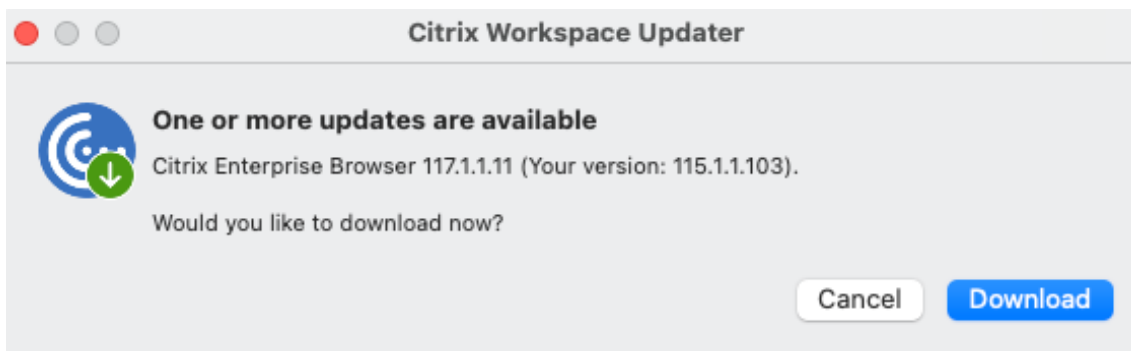 Citrix Workspace Updater
One or more updates are available
Citrix Enterprise Browser 117.1.1.11 (Your version: 115.1.1.103).
Would you like to download now?
Cancel Download